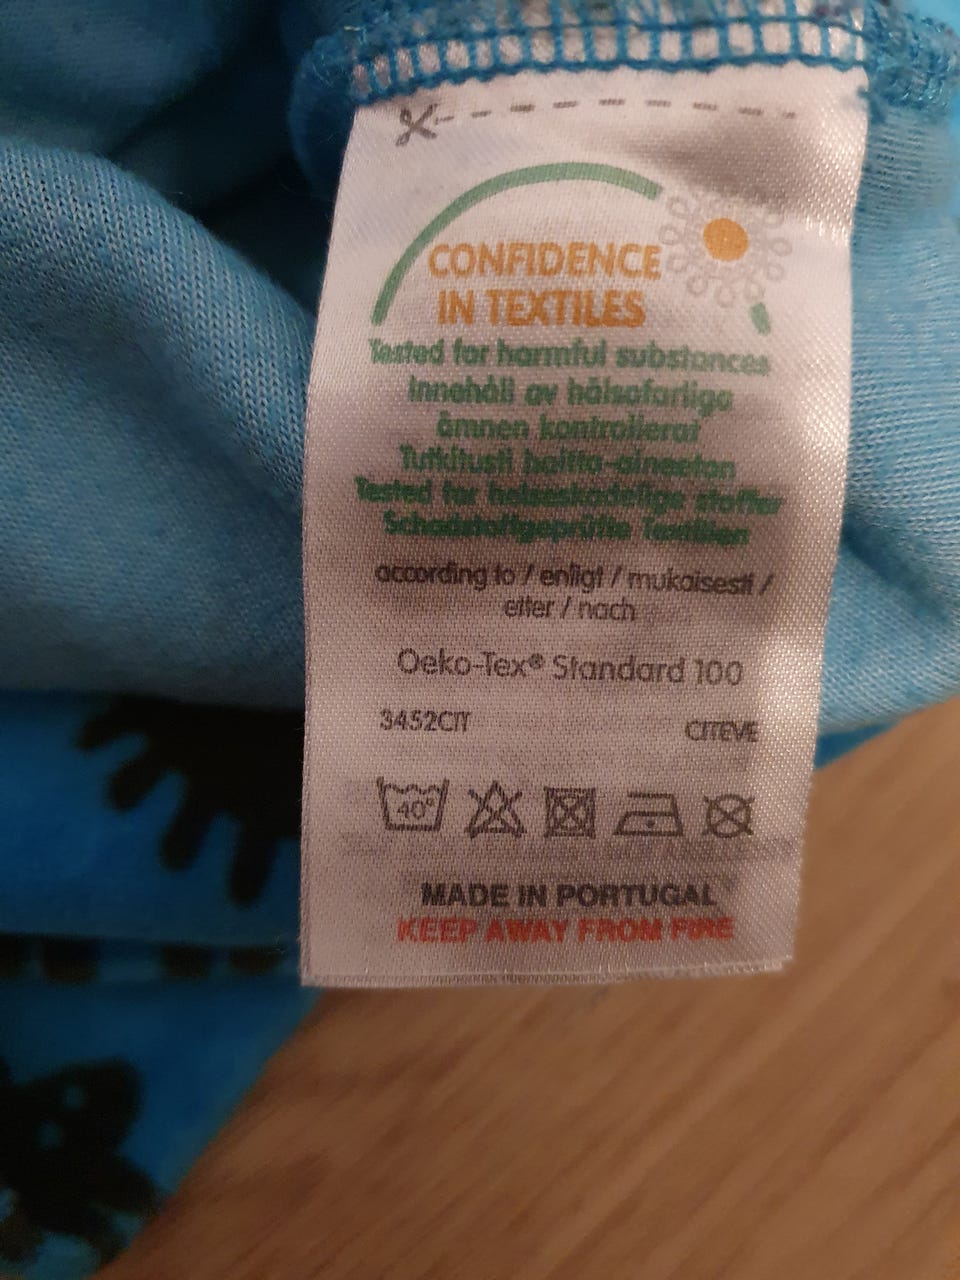 CONFIDENCE
IN TEXTILES
Tested for harmful substances
Innehåll av hälsofarliga
ämnen kontrollerat
Tutkitusti haitta-aineeton
Tested for helseskadelige stoffer
Schadstoffgeprüfte Textilien
according to / enligt / mukaisesti /
etter / nach
Oeko-Tex® Standard 100
3452CIT CITEVE
40°
MADE IN PORTUGAL
KEEP AWAY FROM FIRE